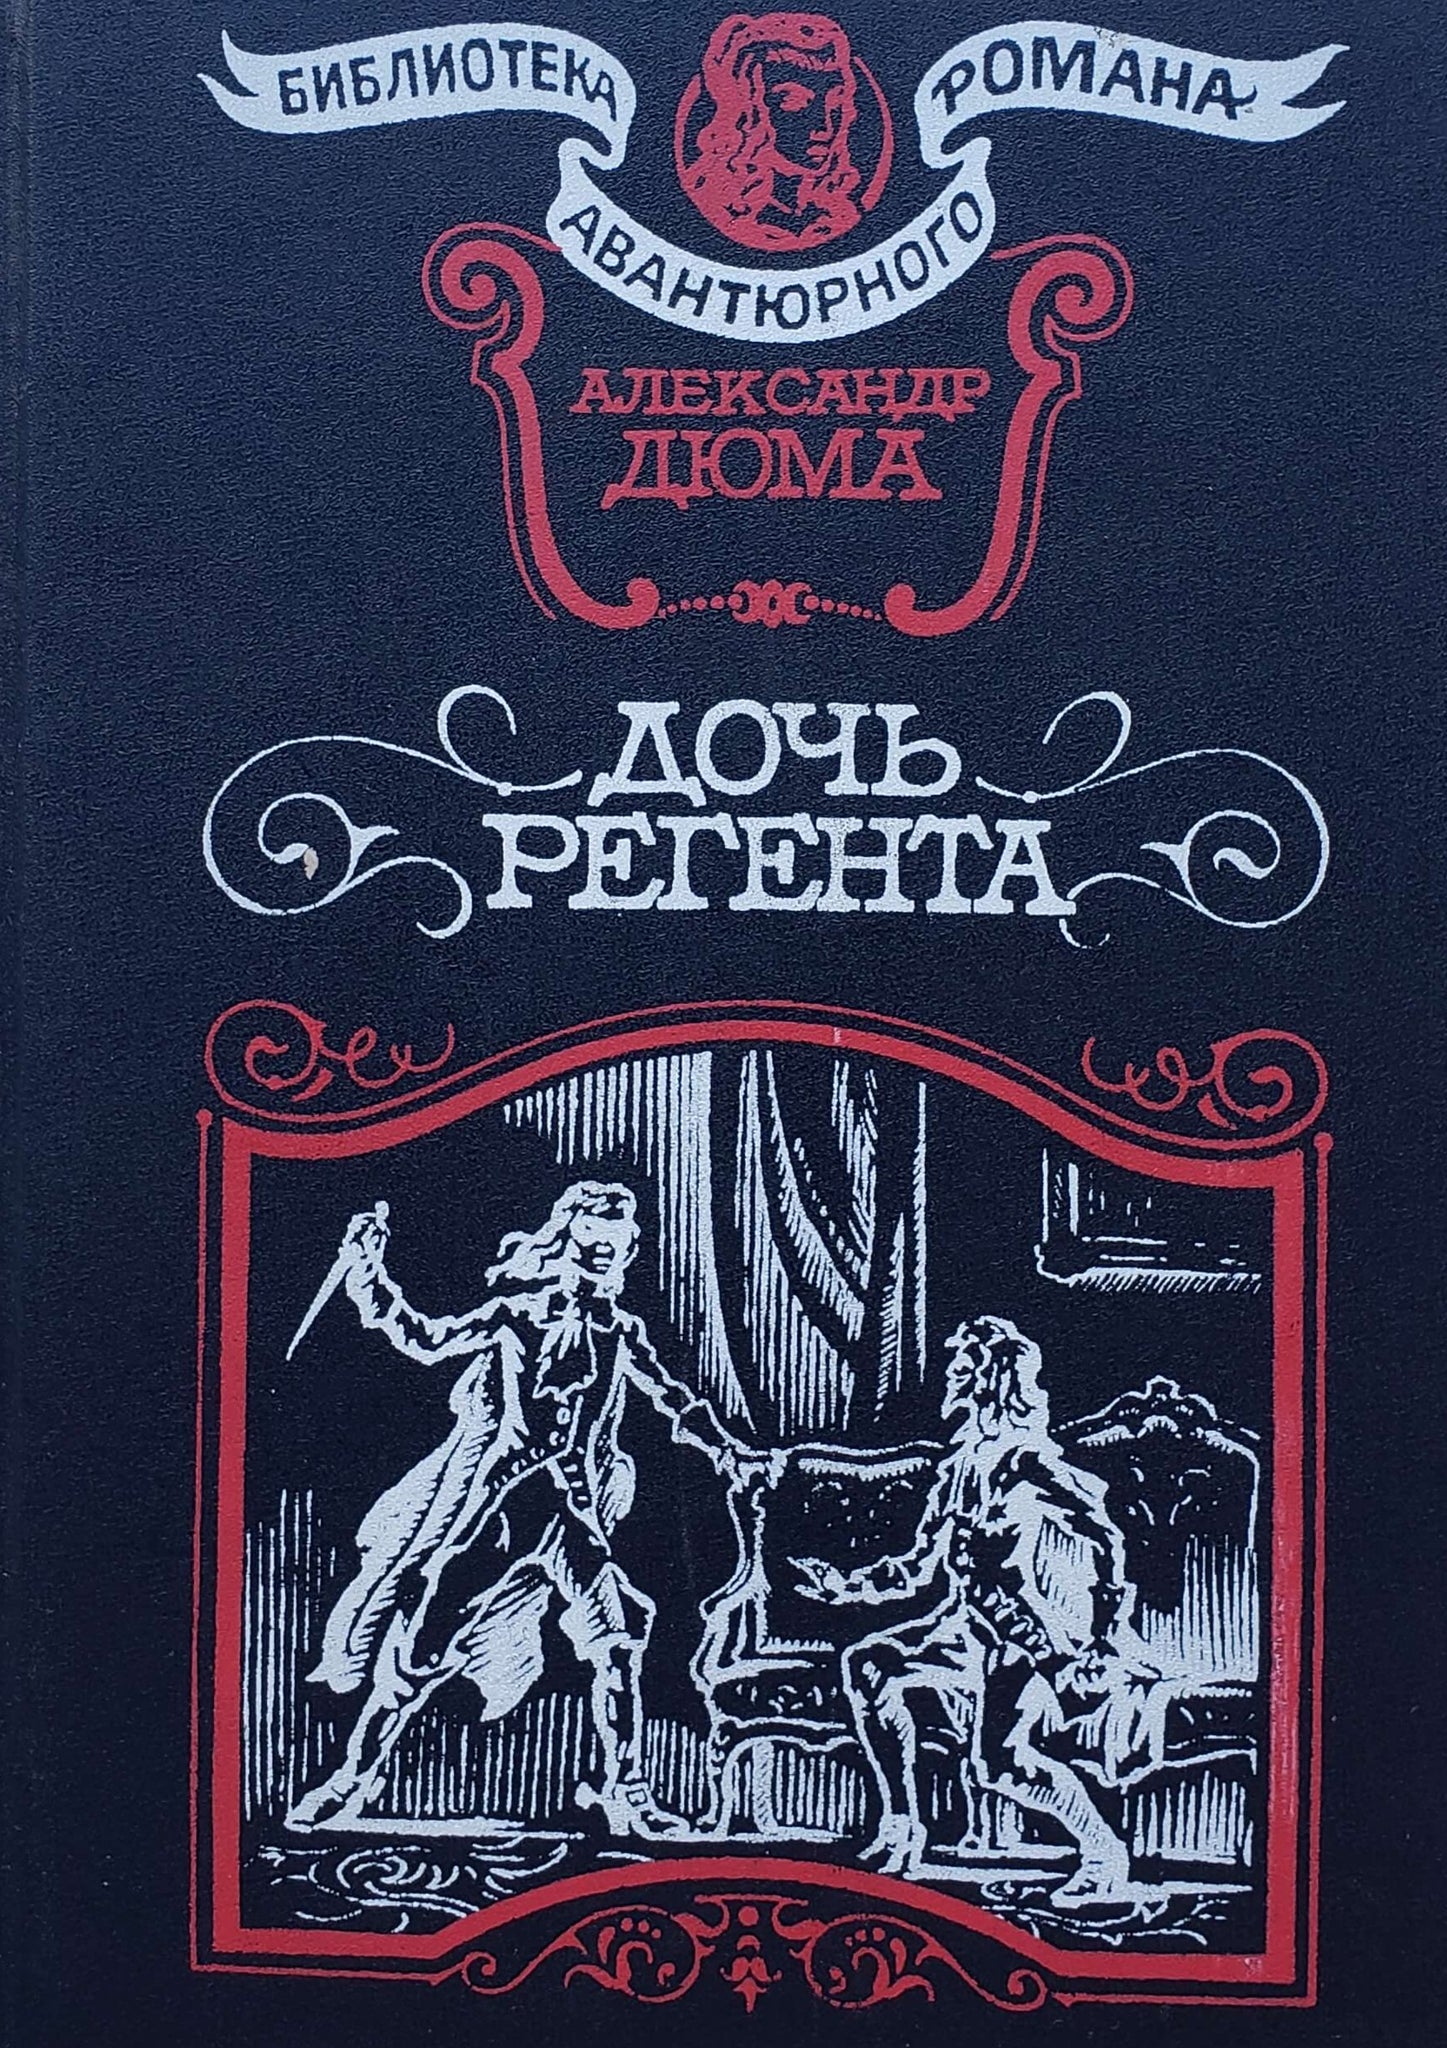 БИБЛИОТЕКА
АВАНТЮРНОГО
РОМАНА
АЛЕКСАНДР
ДЮМА
ДОЧЬ
РЕГЕНТА